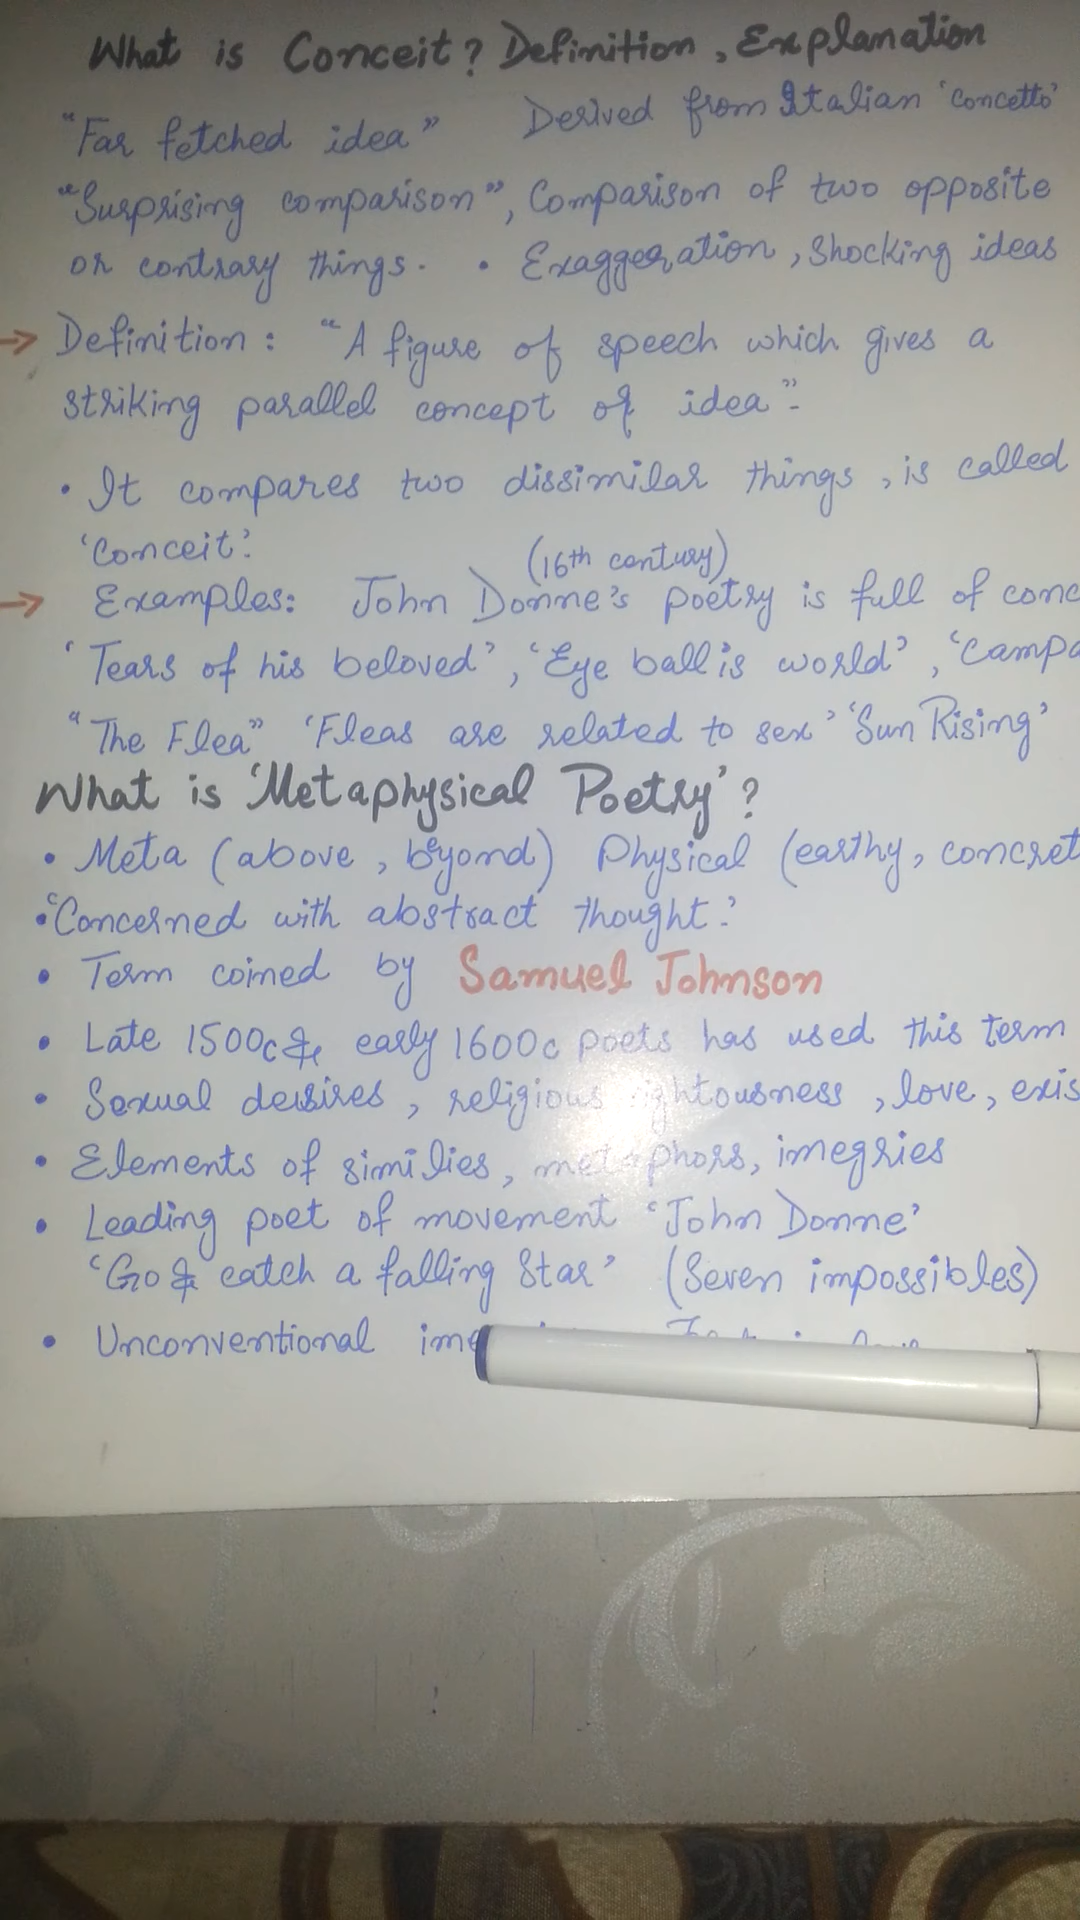 What is Conceit? Definition, Explanation
"Far fetched idea" Derived from Italian 'concetto'
"Surprising comparison", Comparison of two opposite
or contrary things. • Exaggeration, Shocking ideas
→ Definition: "A figure of speech which gives a
striking parallel concept of idea".
• It compares two dissimilar things, is called
'Conceit'.
(16th century)
→ Examples: John Donne's poetry is full of conc
'Tears of his beloved', 'Eye ball is world', 'Campa
"The Flea" 'Fleas are related to sex' 'Sun Rising'
What is 'Metaphysical Poetry'?
• Meta (above, beyond) Physical (earthy, concret
• 'Concerned with abstract thought.'
• Term coined by Samuel Johnson
• Late 1500c & early 1600c poets has used this term
• Sexual desires, religious rightousness, love, exis
• Elements of similies, metaphors, imegries
• Leading poet of movement 'John Donne'
'Go & catch a falling Star' (Seven impossibles)
• Unconventional